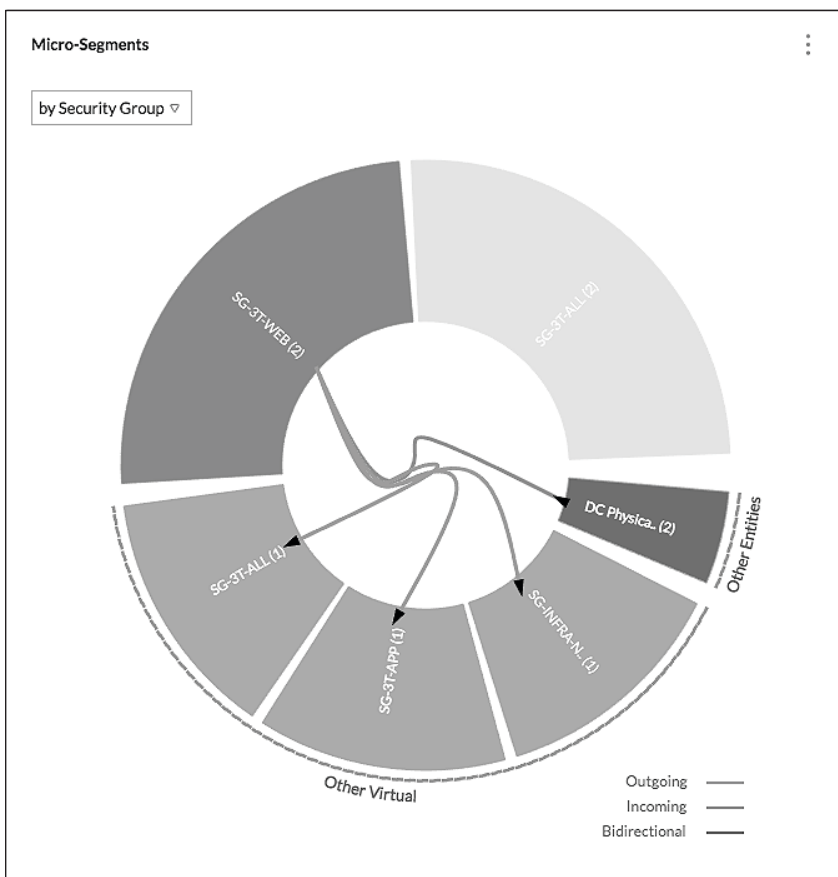 Micro-Segments
by Security Group
SG-3T-WEB (2)
SG-3T-ALL (2)
DC Physica.. (2)
Other Entities
SG-3T-ALL (1)
SG-3T-APP (1)
SG-INFRA-N.. (1)
Other Virtual
Outgoing
Incoming
Bidirectional